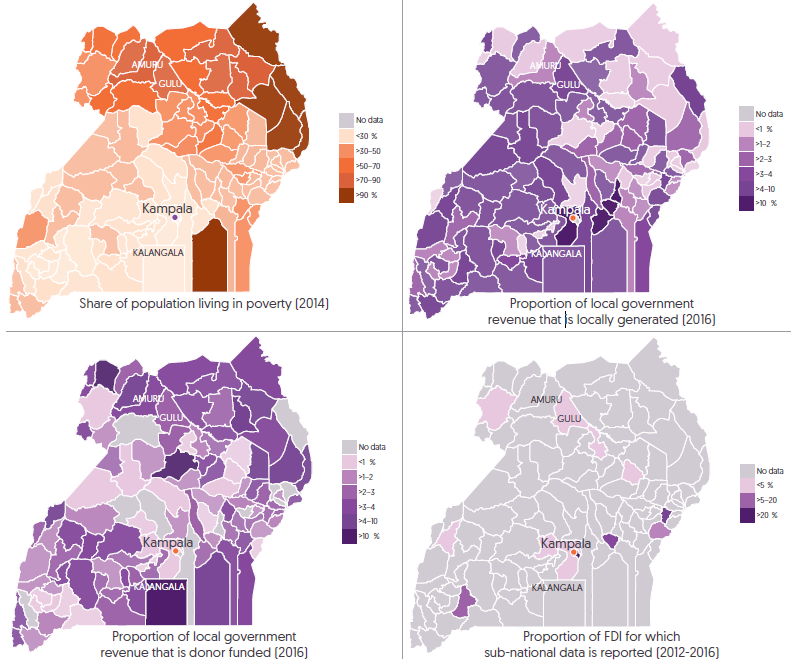 AMURU
GULU
Kampala
KALANGALA
No data
<30 %
>30-50
>50-70
>70-90
>90 %
Share of population living in poverty (2014)
AMURU
GULU
Kampala
KALANGALA
No data
<1 %
>1-2
>2-3
>3-4
>4-10
>10 %
Proportion of local government
revenue that is locally generated (2016)
AMURU
GULU
Kampala
KALANGALA
No data
<1 %
>1-2
>2-3
>3-4
>4-10
>10 %
Proportion of local government
revenue that is donor funded (2016)
AMURU
GULU
Kampala
KALANGALA
No data
<5 %
>5-20
>20 %
Proportion of FDI for which
sub-national data is reported (2012-2016)